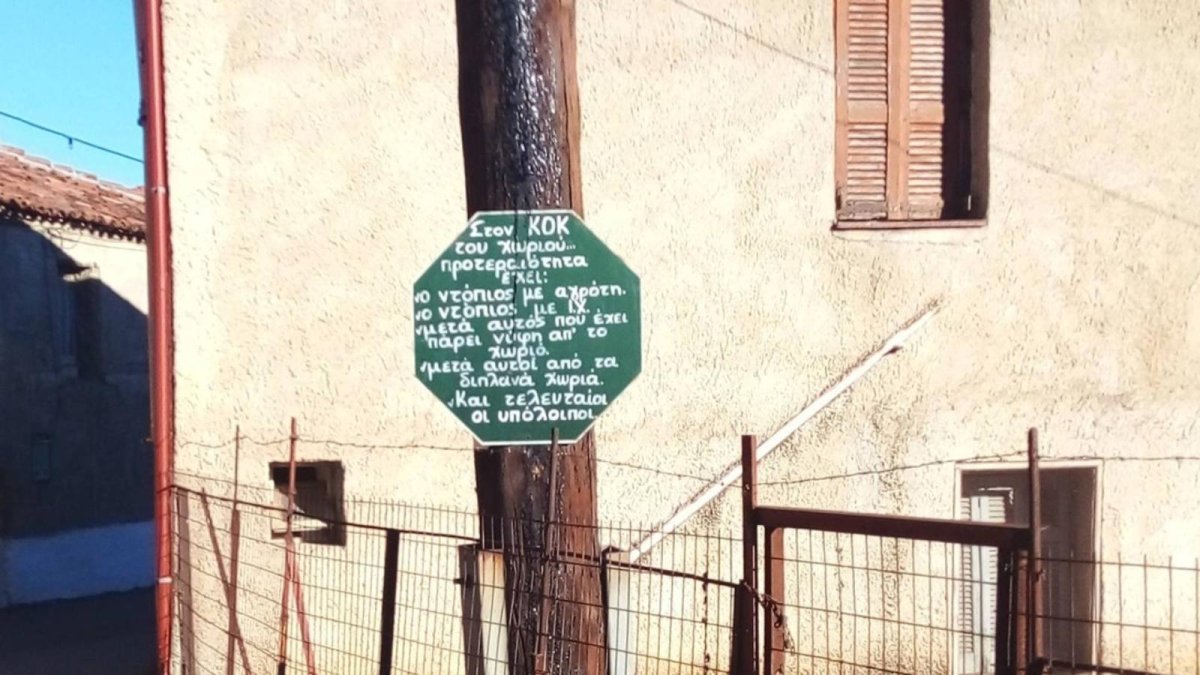 Στον ΚΟΚ
του χωριού...
προτεραιότητα
έχει:
√ο ντόπιος με αγρότη.
√ο ντόπιος με Ι.Χ.
√μετά αυτός που έχει
πάρει νύφη απ' το
χωριό.
√μετά αυτοί από τα
διπλανά χωριά.
√Και τελευταίοι
οι υπόλοιποι.